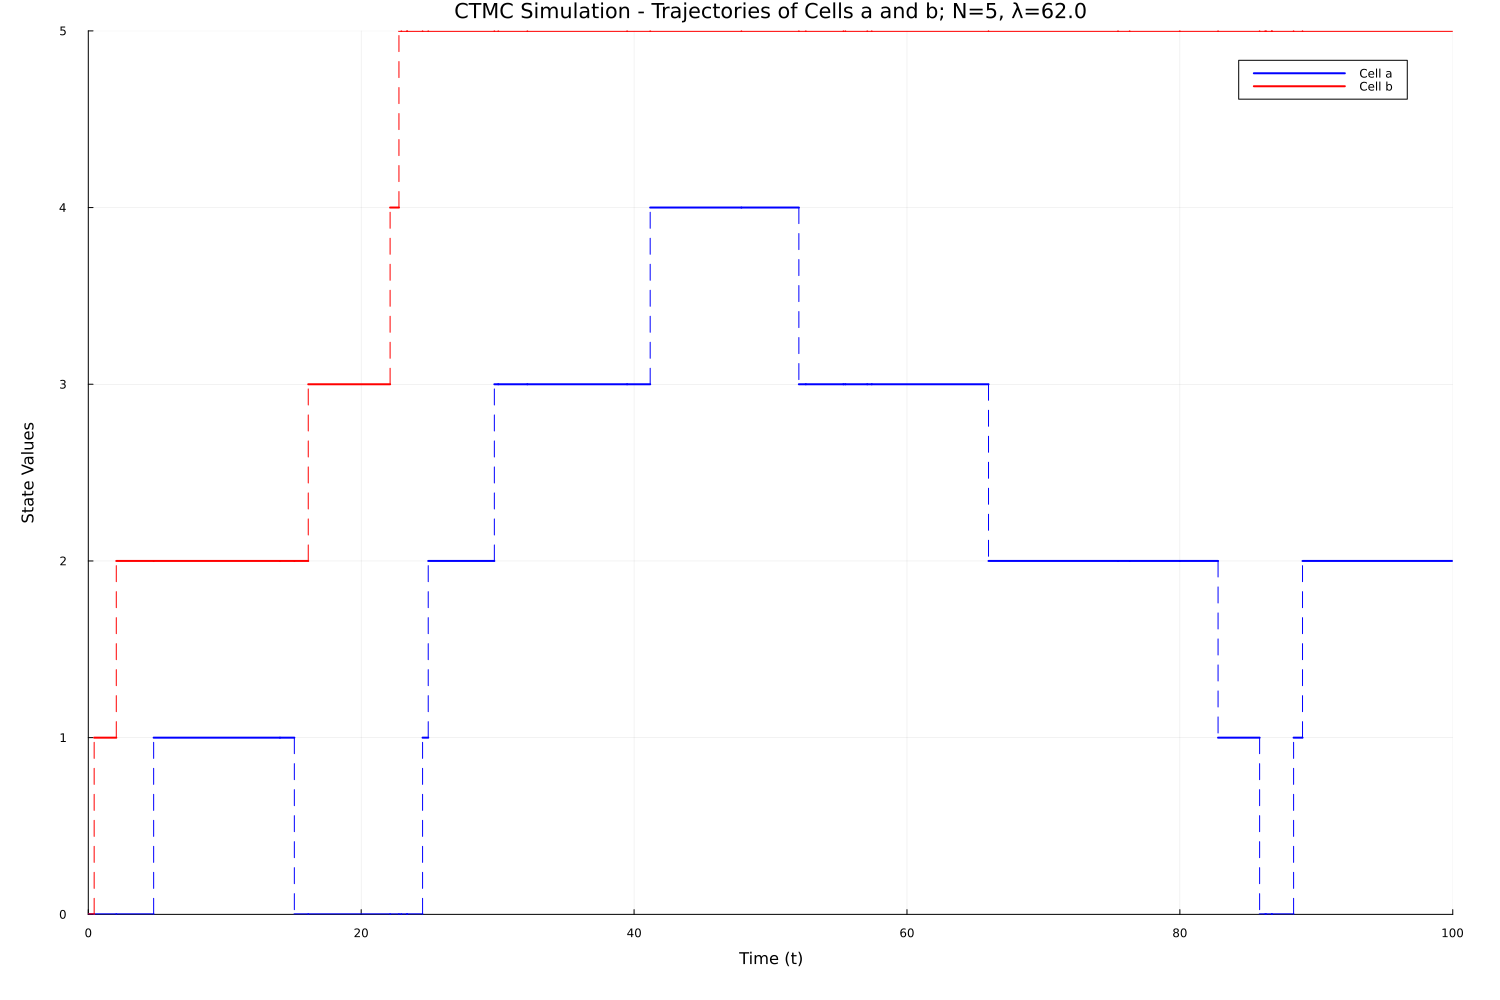 CTMC Simulation - Trajectories of Cells a and b; N=5, λ=62.0
5
4
3
2
1
0
State Values
Cell a
Cell b
0 20 40 60 80 100
Time (t)